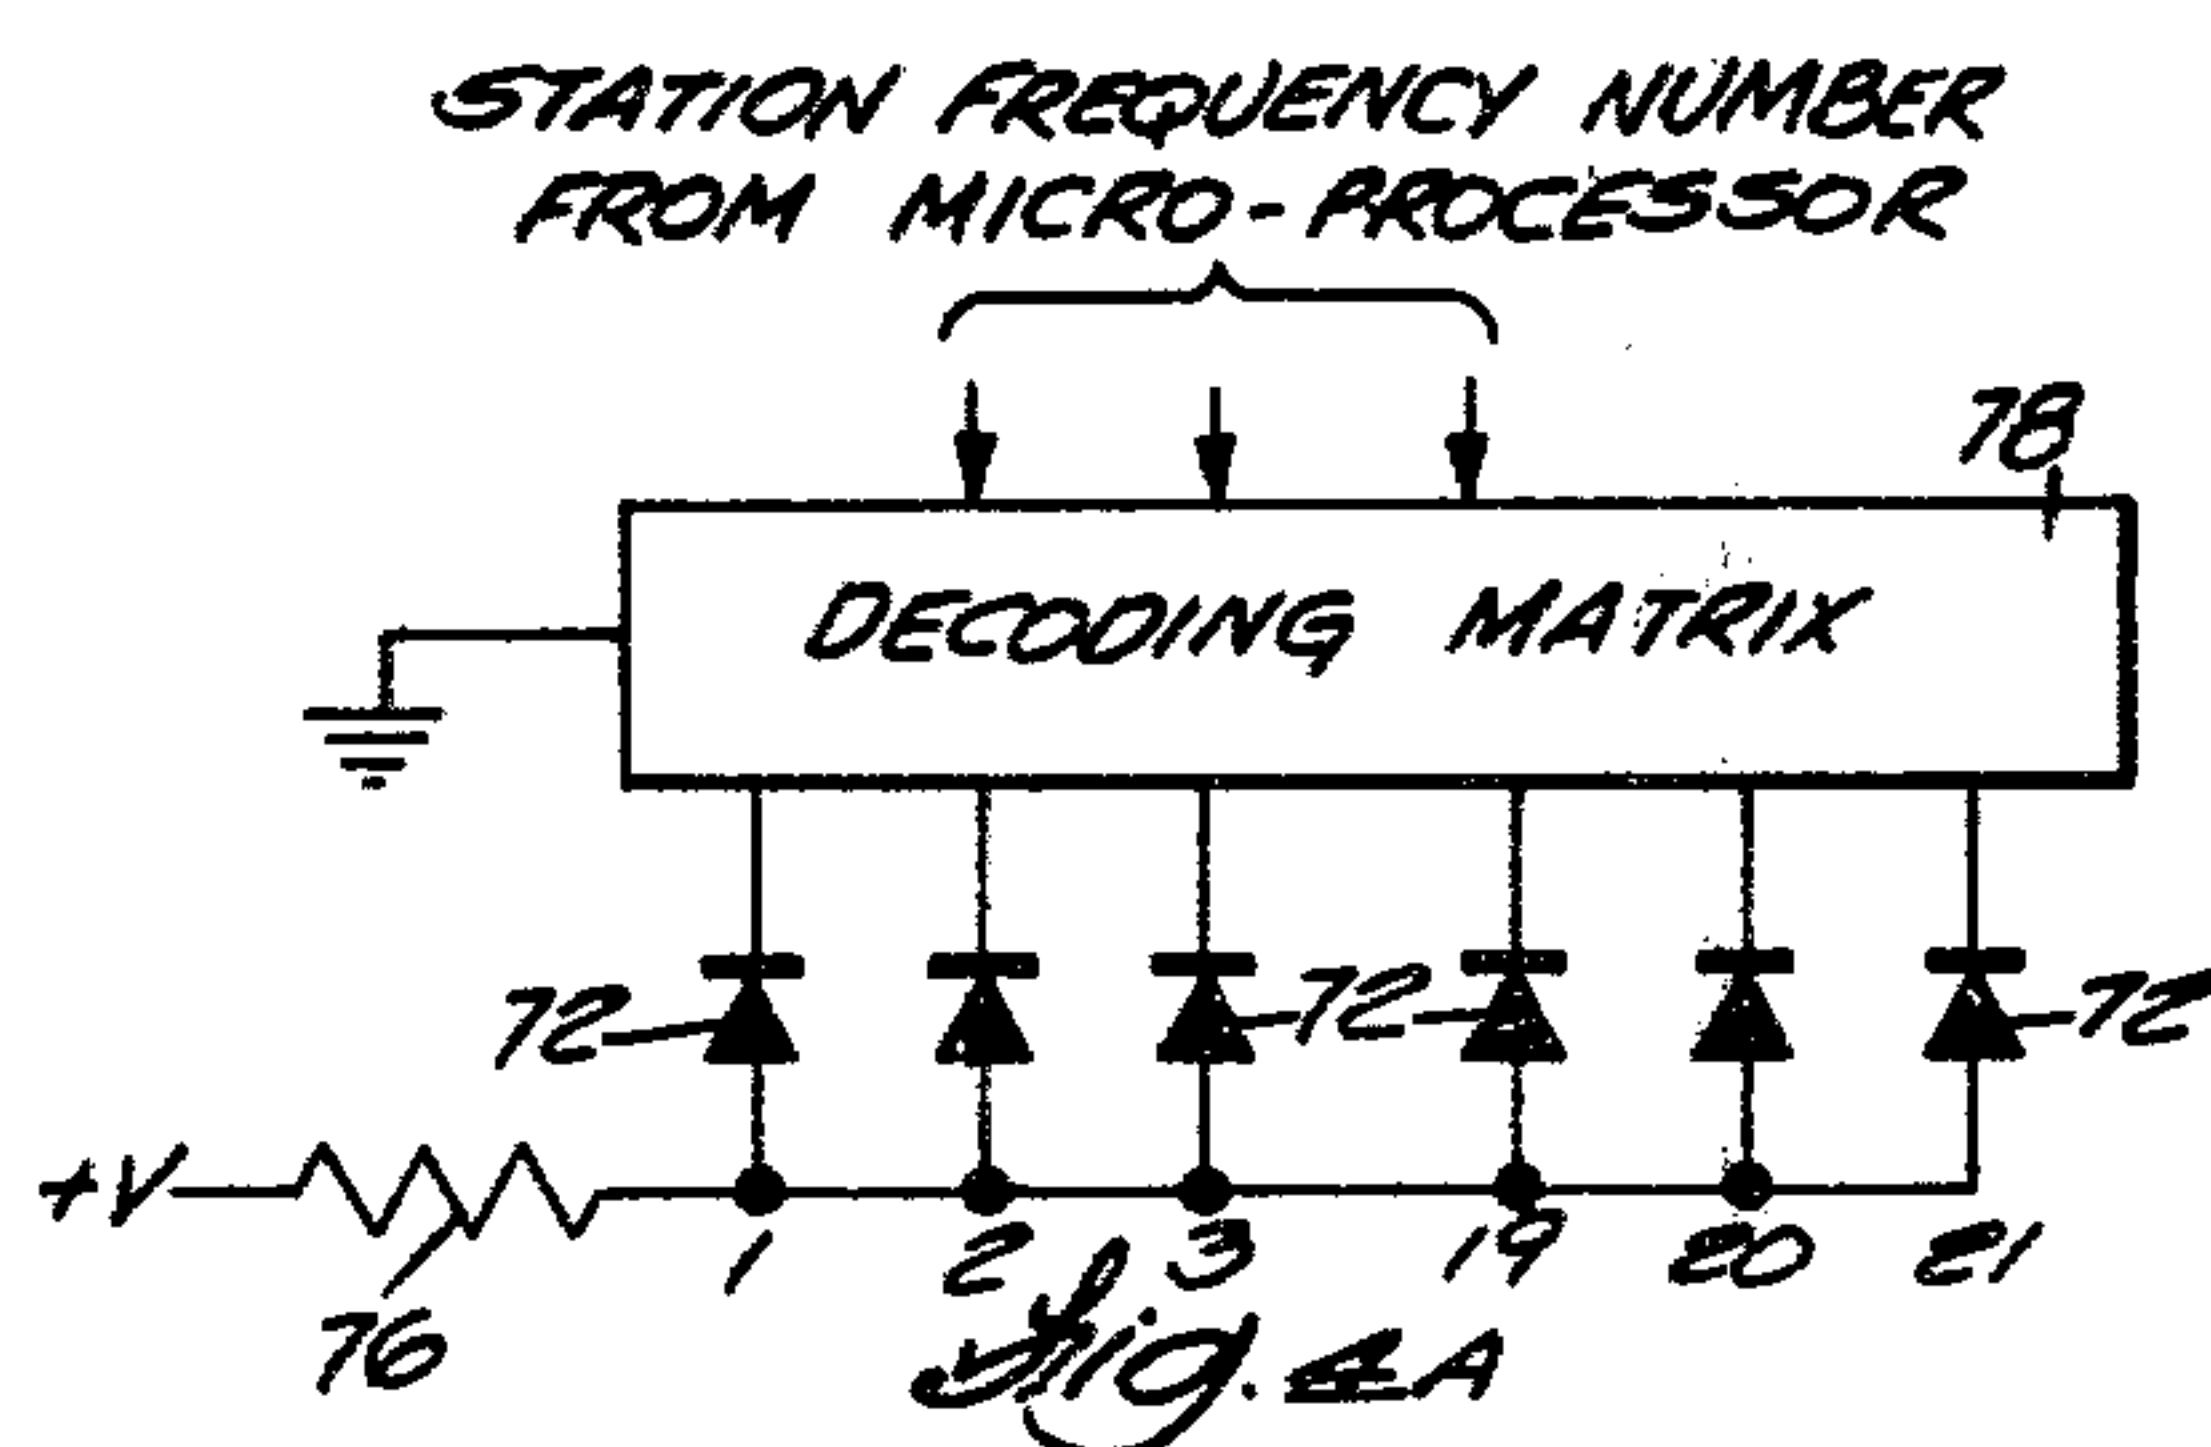 STATION FREQUENCY NUMBER
FROM MICRO-PROCESSOR
78
DECODING MATRIX
72 72 72
+V
1 2 3 19 20 21
76
Fig. 4A